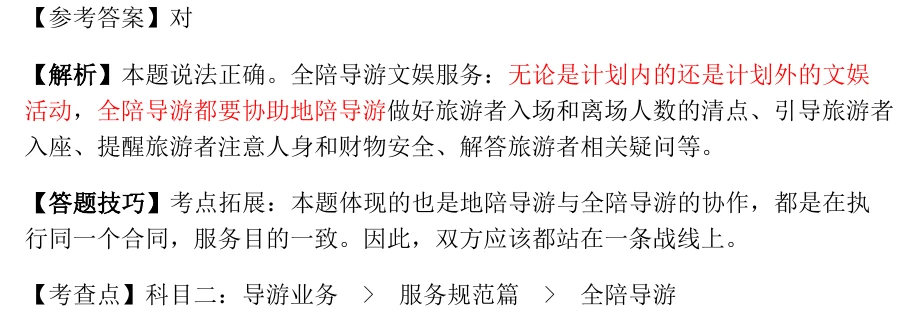 【参考答案】对
【解析】本题说法正确。全陪导游文娱服务：无论是计划内的还是计划外的文娱
活动，全陪导游都要协助地陪导游做好旅游者入场和离场人数的清点、引导旅游者
入座、提醒旅游者注意人身和财物安全、解答旅游者相关疑问等。
【答题技巧】考点拓展：本题体现的也是地陪导游与全陪导游的协作，都是在执
行同一个合同，服务目的一致。因此，双方应该都站在一条战线上。
【考查点】科目二：导游业务 > 服务规范篇 > 全陪导游